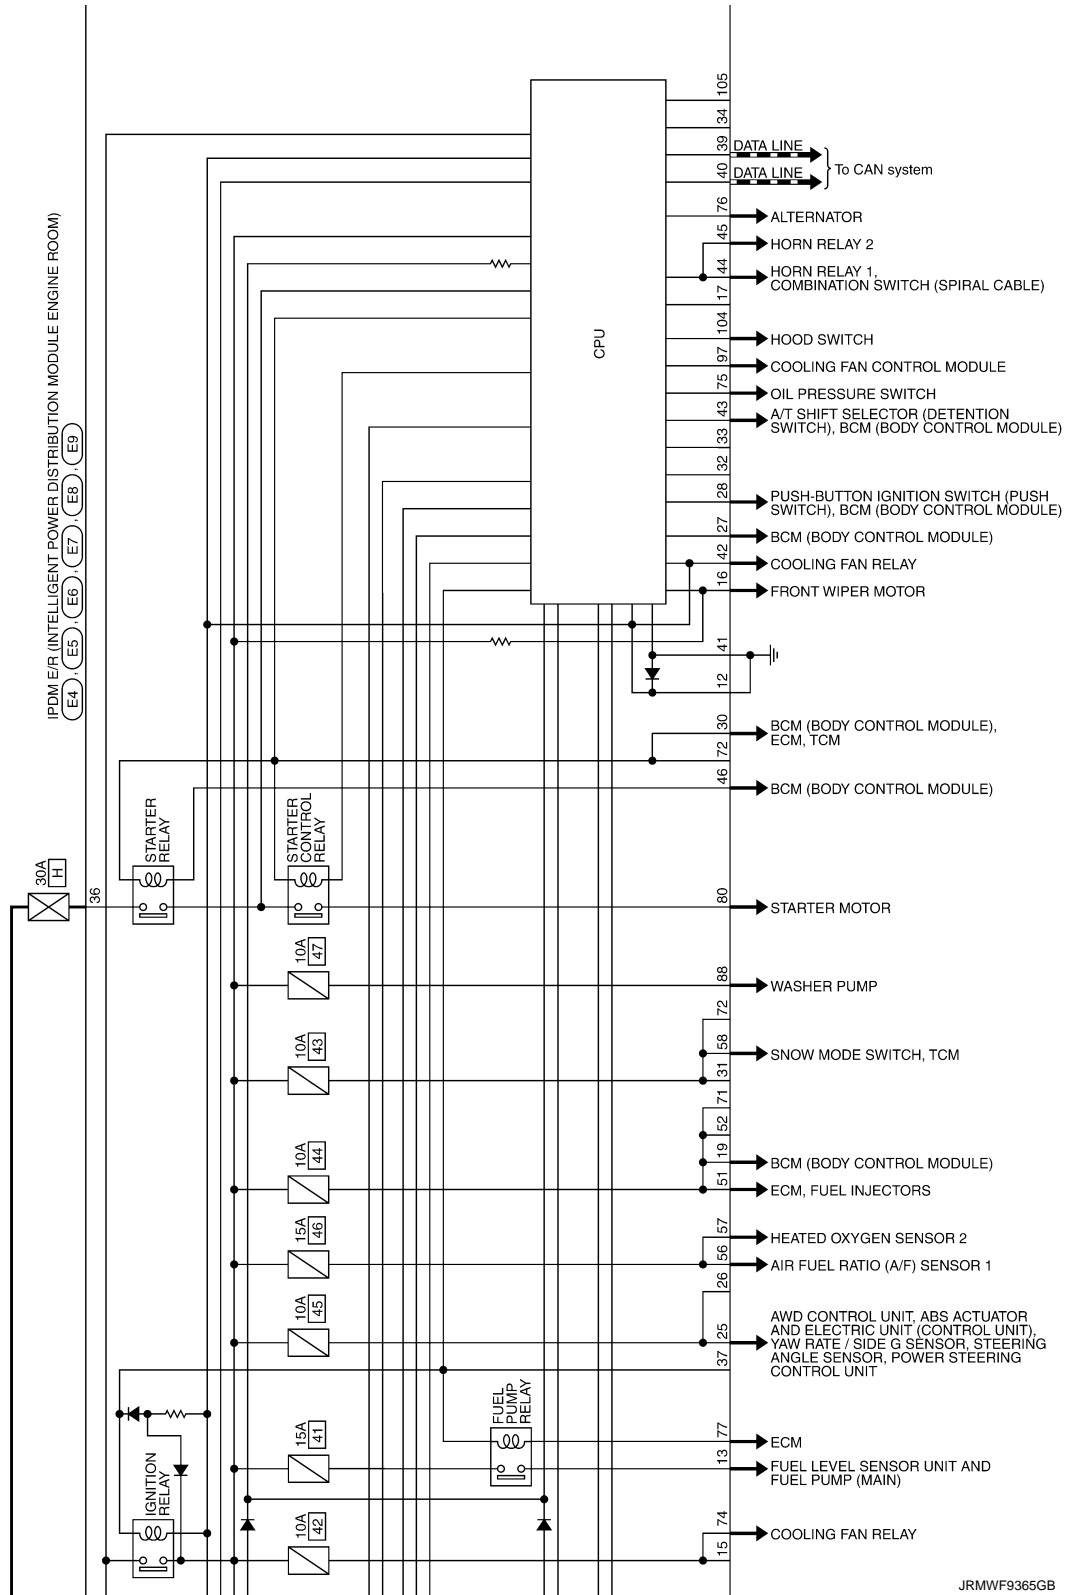 105
34
39
DATA LINE
40
DATA LINE
To CAN system
76
ALTERNATOR
45
HORN RELAY 2
44
HORN RELAY 1,
COMBINATION SWITCH (SPIRAL CABLE)
17
104
HOOD SWITCH
97
COOLING FAN CONTROL MODULE
75
OIL PRESSURE SWITCH
43
A/T SHIFT SELECTOR (DETENTION
SWITCH), BCM (BODY CONTROL MODULE)
33
32
28
PUSH-BUTTON IGNITION SWITCH (PUSH
SWITCH), BCM (BODY CONTROL MODULE)
27
BCM (BODY CONTROL MODULE)
42
COOLING FAN RELAY
16
FRONT WIPER MOTOR
CPU
IPDM E/R (INTELLIGENT POWER DISTRIBUTION MODULE ENGINE ROOM)
E4 , E5 , E6 , E7 , E8 , E9
41
12
30
BCM (BODY CONTROL MODULE),
ECM, TCM
72
46
BCM (BODY CONTROL MODULE)
STARTER
RELAY
STARTER
CONTROL
RELAY
30A
H
36
80
STARTER MOTOR
10A
47
88
WASHER PUMP
10A
43
72
58
SNOW MODE SWITCH, TCM
31
10A
44
71
52
19
BCM (BODY CONTROL MODULE)
51
ECM, FUEL INJECTORS
15A
46
57
HEATED OXYGEN SENSOR 2
56
AIR FUEL RATIO (A/F) SENSOR 1
10A
45
26
25
AWD CONTROL UNIT, ABS ACTUATOR
AND ELECTRIC UNIT (CONTROL UNIT),
YAW RATE / SIDE G SENSOR, STEERING
ANGLE SENSOR, POWER STEERING
CONTROL UNIT
37
FUEL
PUMP
RELAY
15A
41
77
ECM
13
FUEL LEVEL SENSOR UNIT AND
FUEL PUMP (MAIN)
IGNITION
RELAY
10A
42
74
COOLING FAN RELAY
15
JRMWF9365GB